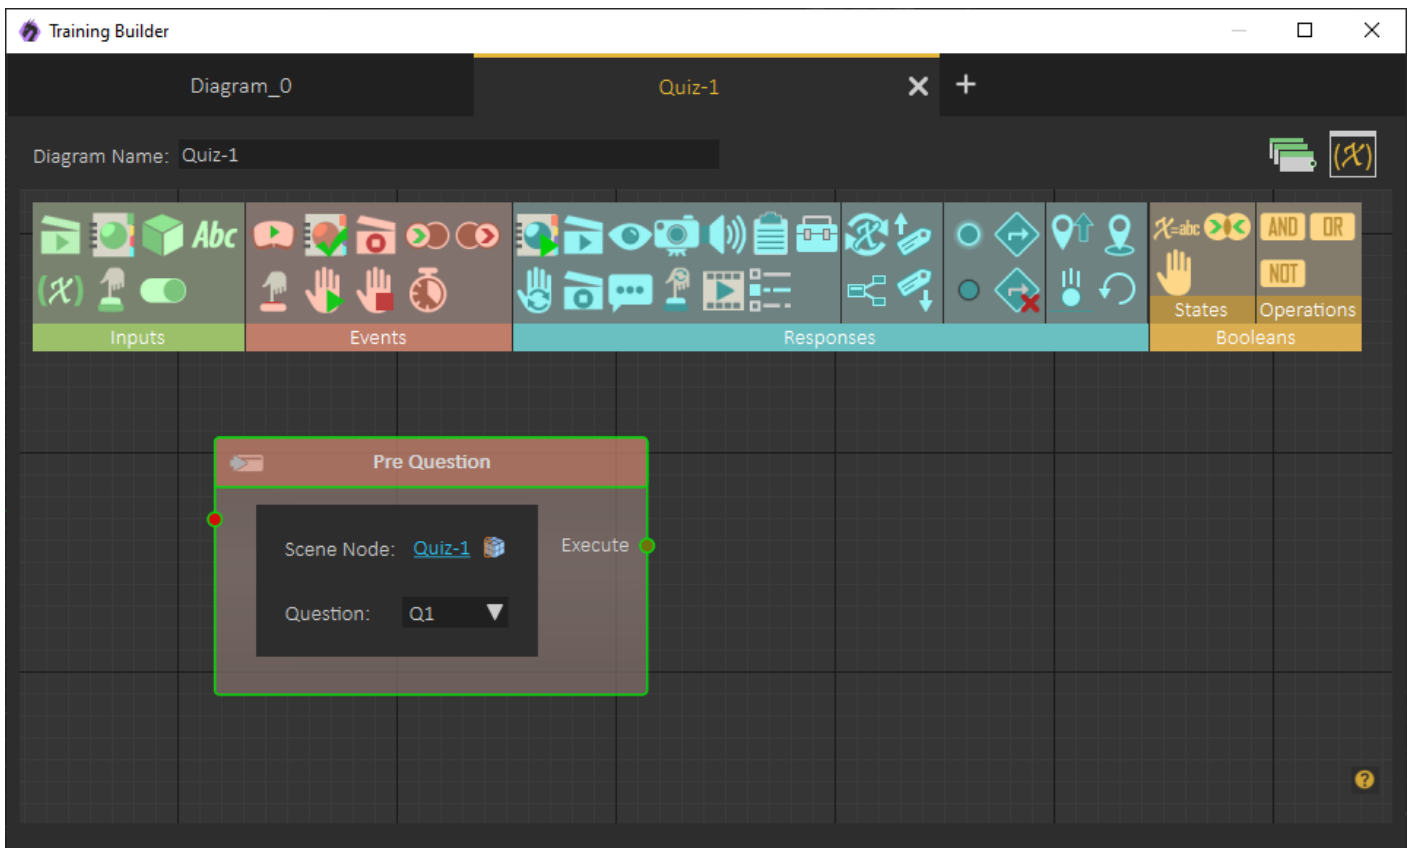 Training Builder
Diagram_0
Quiz-1
Diagram Name: Quiz-1
(X)
Abc
X=abc
AND OR
(X)
NOT
States
Operations
Inputs
Events
Responses
Booleans
Pre Question
Scene Node: Quiz-1
Execute
Question: Q1
?